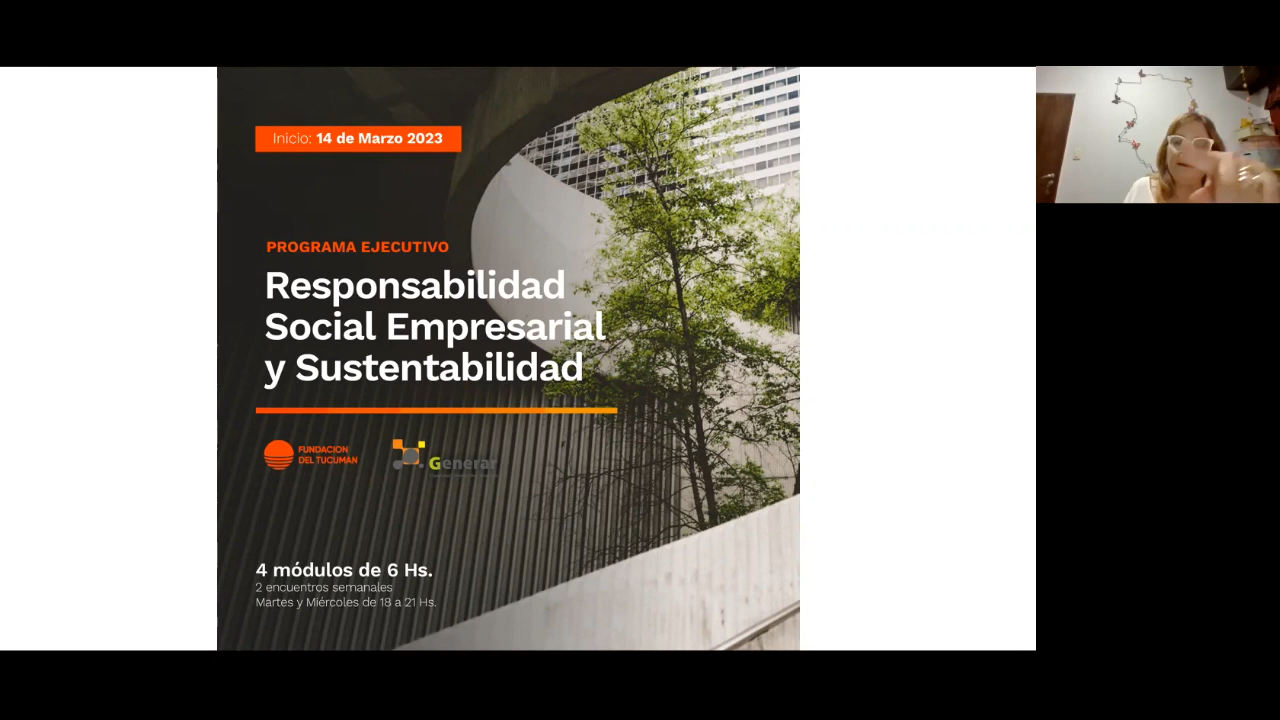 Inicio: 14 de Marzo 2023
PROGRAMA EJECUTIVO
Responsabilidad
Social Empresarial
y Sustentabilidad
FUNDACION
DEL TUCUMAN
Generar
4 módulos de 6 Hs.
2 encuentros semanales
Martes y Miércoles de 18 a 21 Hs.